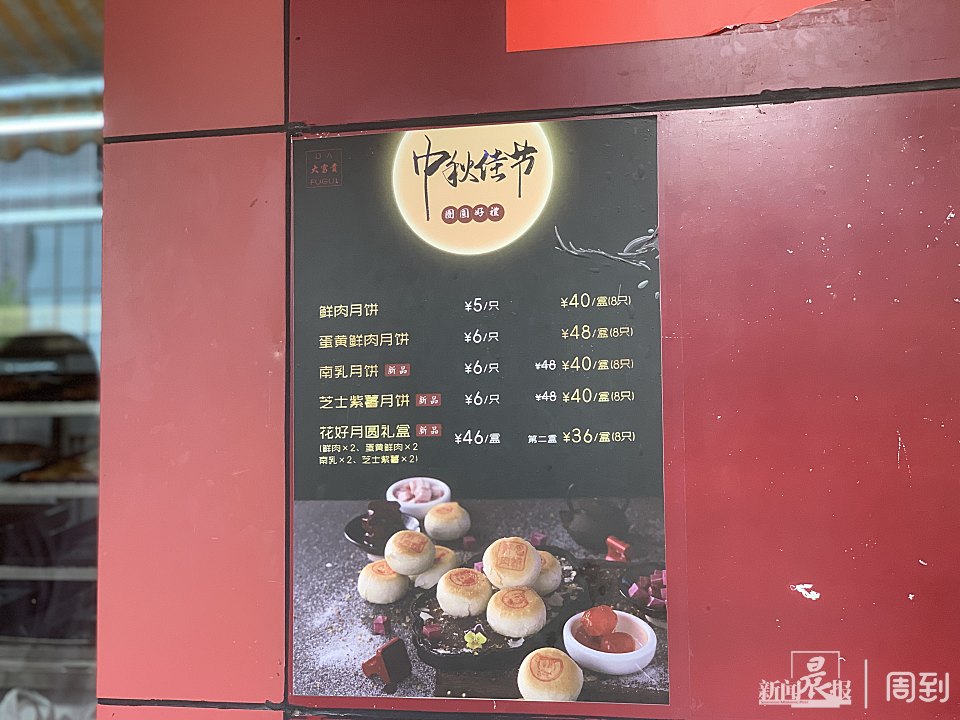 DA
大富貴
FUGUI
中秋佳节
團圓好禮
鲜肉月饼 ¥5/只 ¥40/盒(8只)
蛋黄鲜肉月饼 ¥6/只 ¥48/盒(8只)
南乳月饼 新品 ¥6/只 ¥48 ¥40/盒(8只)
芝士紫薯月饼 新品 ¥6/只 ¥48 ¥40/盒(8只)
花好月圆礼盒 新品 ¥46/盒 第二盒 ¥36/盒(8只)
(鲜肉×2、蛋黄鲜肉×2
南乳×2、芝士紫薯×2)
新闻晨报 周到